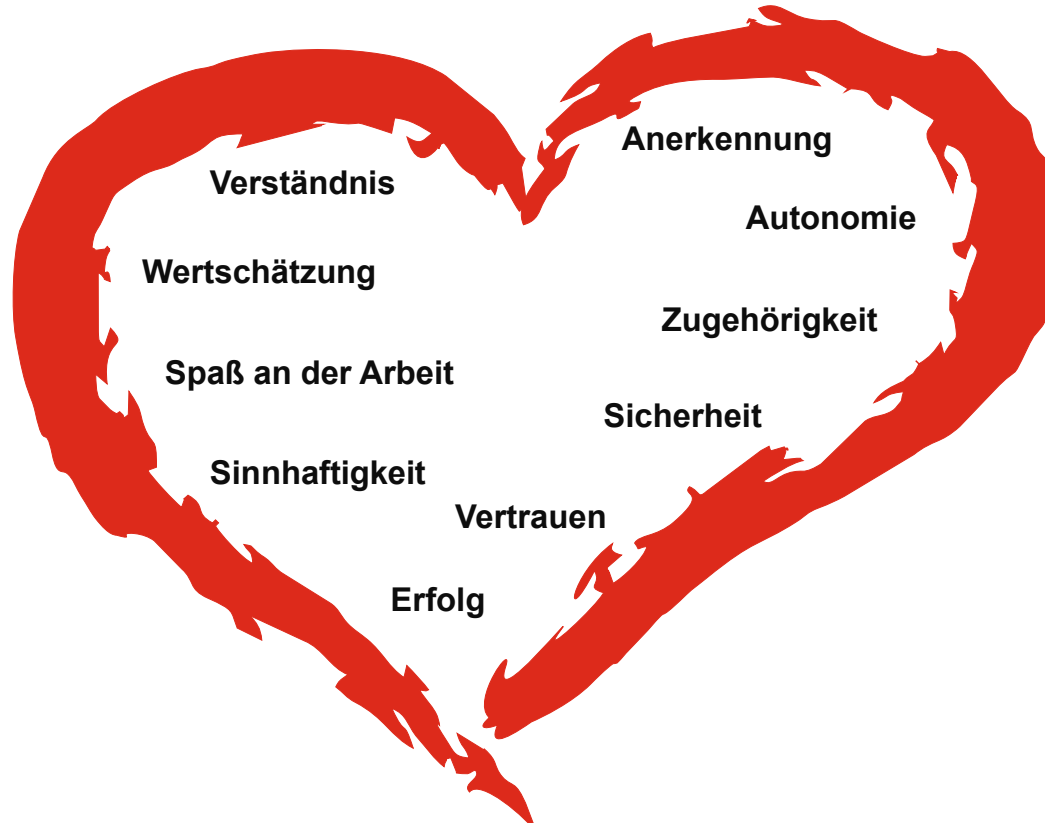 Anerkennung
Verständnis
Autonomie
Wertschätzung
Zugehörigkeit
Spaß an der Arbeit
Sicherheit
Sinnhaftigkeit
Vertrauen
Erfolg